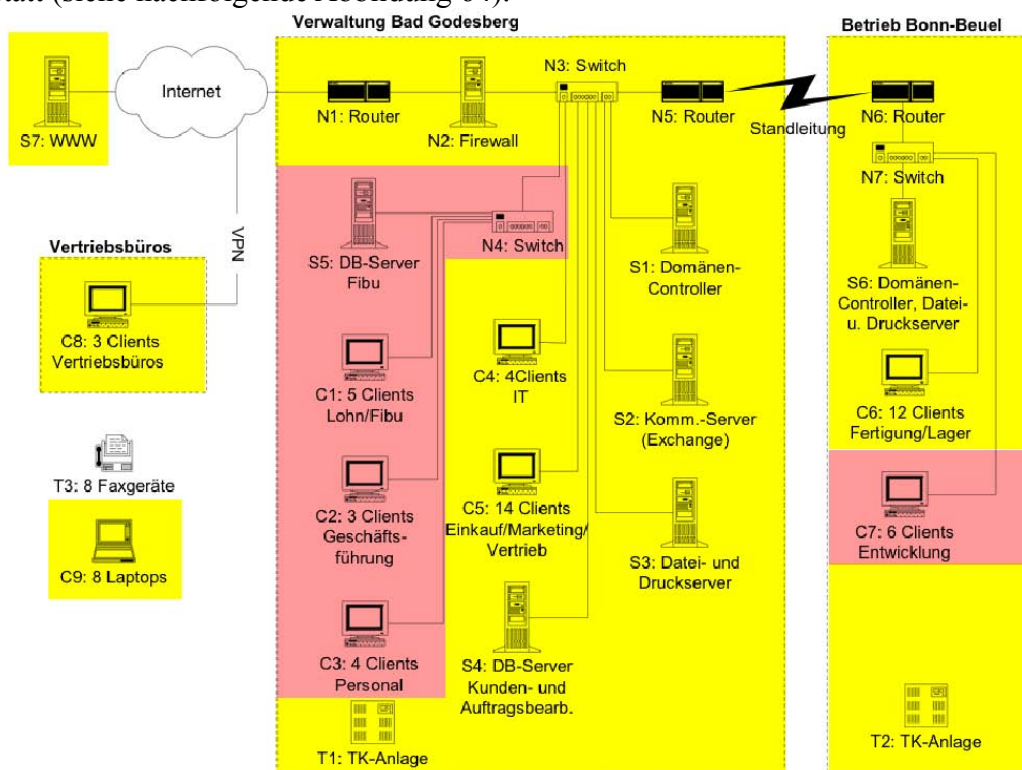 statt (siehe nachfolgende Abbildung 04).
Verwaltung Bad Godesberg
Betrieb Bonn-Beuel
Internet
S7: WWW
N1: Router
N2: Firewall
N3: Switch
N5: Router
Standleitung
N6: Router
N7: Switch
VPN
Vertriebsbüros
C8: 3 Clients
Vertriebsbüros
T3: 8 Faxgeräte
C9: 8 Laptops
S5: DB-Server
Fibu
N4: Switch
C1: 5 Clients
Lohn/Fibu
C2: 3 Clients
Geschäfts-
führung
C3: 4 Clients
Personal
T1: TK-Anlage
C4: 4Clients
IT
C5: 14 Clients
Einkauf/Marketing/
Vertrieb
S4: DB-Server
Kunden- und
Auftragsbearb.
S1: Domänen-
Controller
S2: Komm.-Server
(Exchange)
S3: Datei- und
Druckserver
S6: Domänen-
Controller, Datei-
u. Druckserver
C6: 12 Clients
Fertigung/Lager
C7: 6 Clients
Entwicklung
T2: TK-Anlage